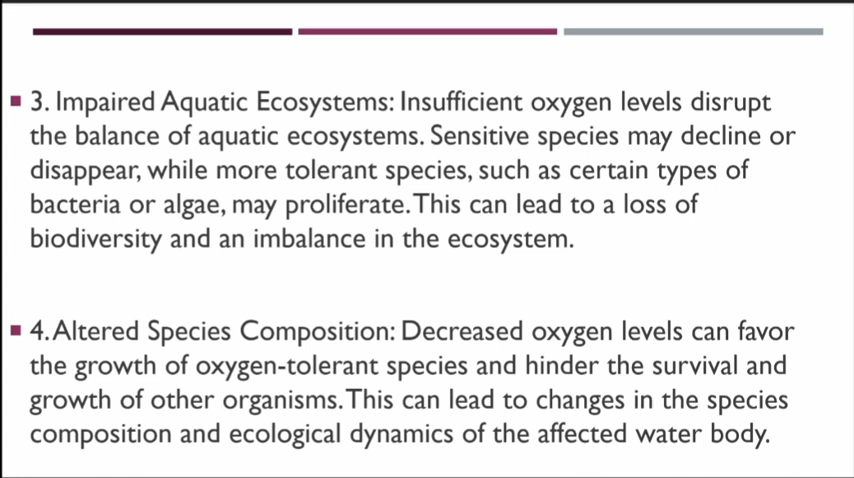 3. Impaired Aquatic Ecosystems: Insufficient oxygen levels disrupt
the balance of aquatic ecosystems. Sensitive species may decline or
disappear, while more tolerant species, such as certain types of
bacteria or algae, may proliferate. This can lead to a loss of
biodiversity and an imbalance in the ecosystem.
4. Altered Species Composition: Decreased oxygen levels can favor
the growth of oxygen-tolerant species and hinder the survival and
growth of other organisms. This can lead to changes in the species
composition and ecological dynamics of the affected water body.